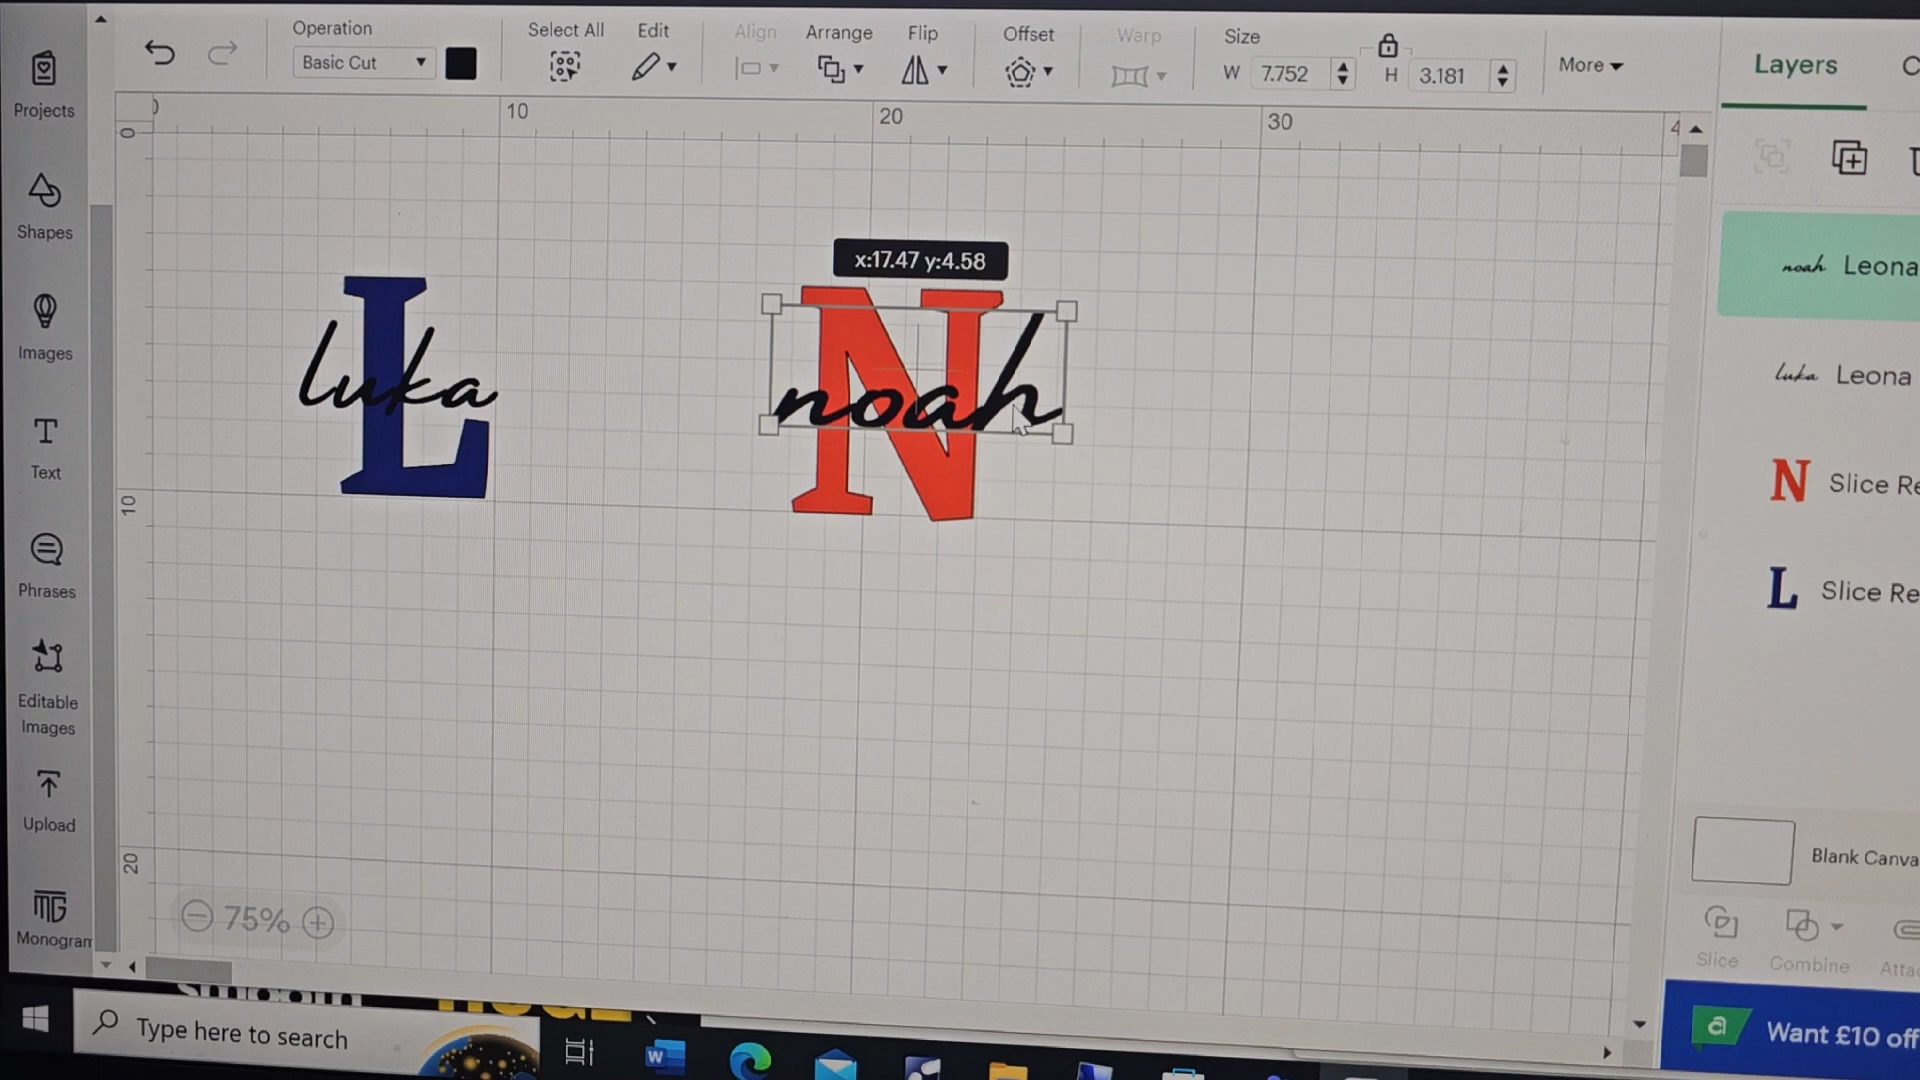 Operation
Basic Cut
Select All
Edit
Align
Arrange
Flip
Offset
Warp
Size
W 7.752
H 3.181
More
Layers
Projects
Shapes
Images
Text
Phrases
Editable
Images
Upload
Monogram
0
10
20
30
0
10
20
x:17.47 y:4.58
luka
L
noah
N
noah Leona
luka Leona
N Slice Re
L Slice Re
Blank Canva
Slice
Combine
Atta
75%
Want £10 off
Type here to search
W